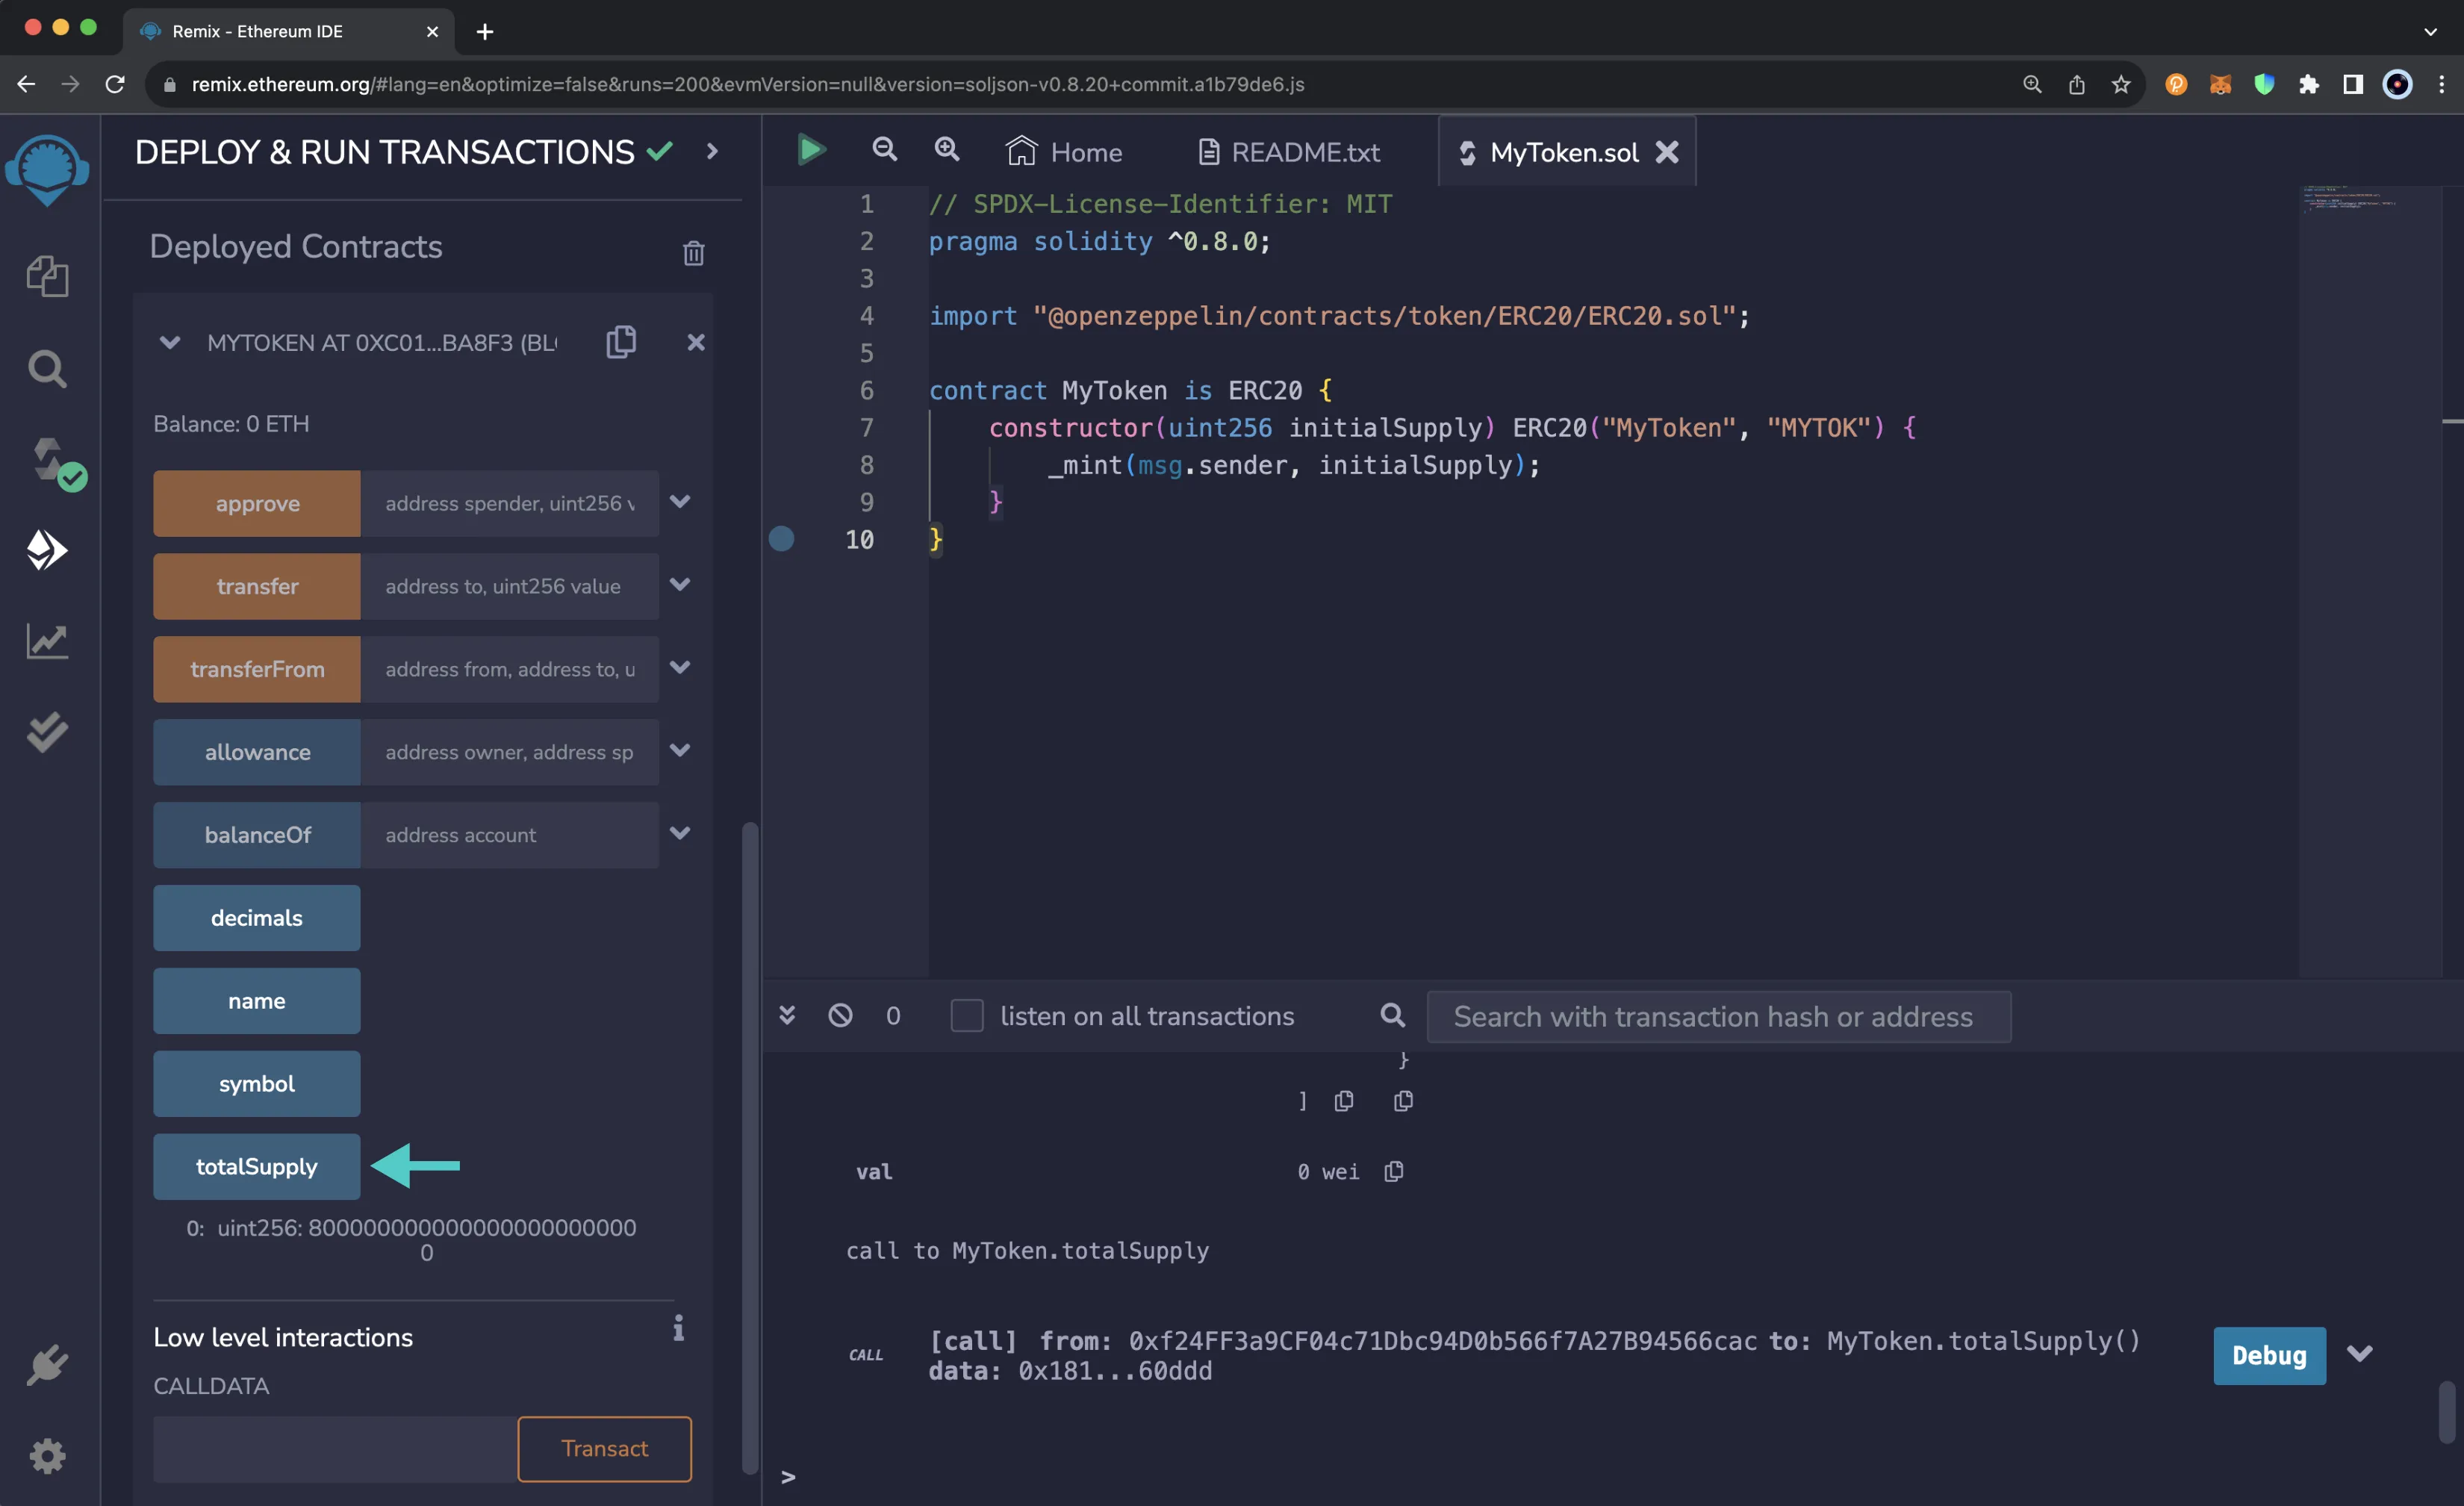 Remix - Ethereum IDE
remix.ethereum.org/#lang=en&optimize=false&runs=200&evmVersion=null&version=soljson-v0.8.20+commit.a1b79de6.js
DEPLOY & RUN TRANSACTIONS
Deployed Contracts
MYTOKEN AT 0XC01...BA8F3 (BL
Balance: 0 ETH
approve address spender, uint256 v
transfer address to, uint256 value
transferFrom address from, address to, u
allowance address owner, address sp
balanceOf address account
decimals
name
symbol
totalSupply
0: uint256: 8000000000000000000000000
0
Low level interactions
CALLDATA
Transact
Home README.txt MyToken.sol
1 // SPDX-License-Identifier: MIT
2 pragma solidity ^0.8.0;
3
4 import "@openzeppelin/contracts/token/ERC20/ERC20.sol";
5
6 contract MyToken is ERC20 {
7 constructor(uint256 initialSupply) ERC20("MyToken", "MYTOK") {
8 _mint(msg.sender, initialSupply);
9 }
10 }
0 listen on all transactions Search with transaction hash or address
}
]
val 0 wei
call to MyToken.totalSupply
CALL [call] from: 0xf24FF3a9CF04c71Dbc94D0b566f7A27B94566cac to: MyToken.totalSupply()
data: 0x181...60ddd
Debug
>